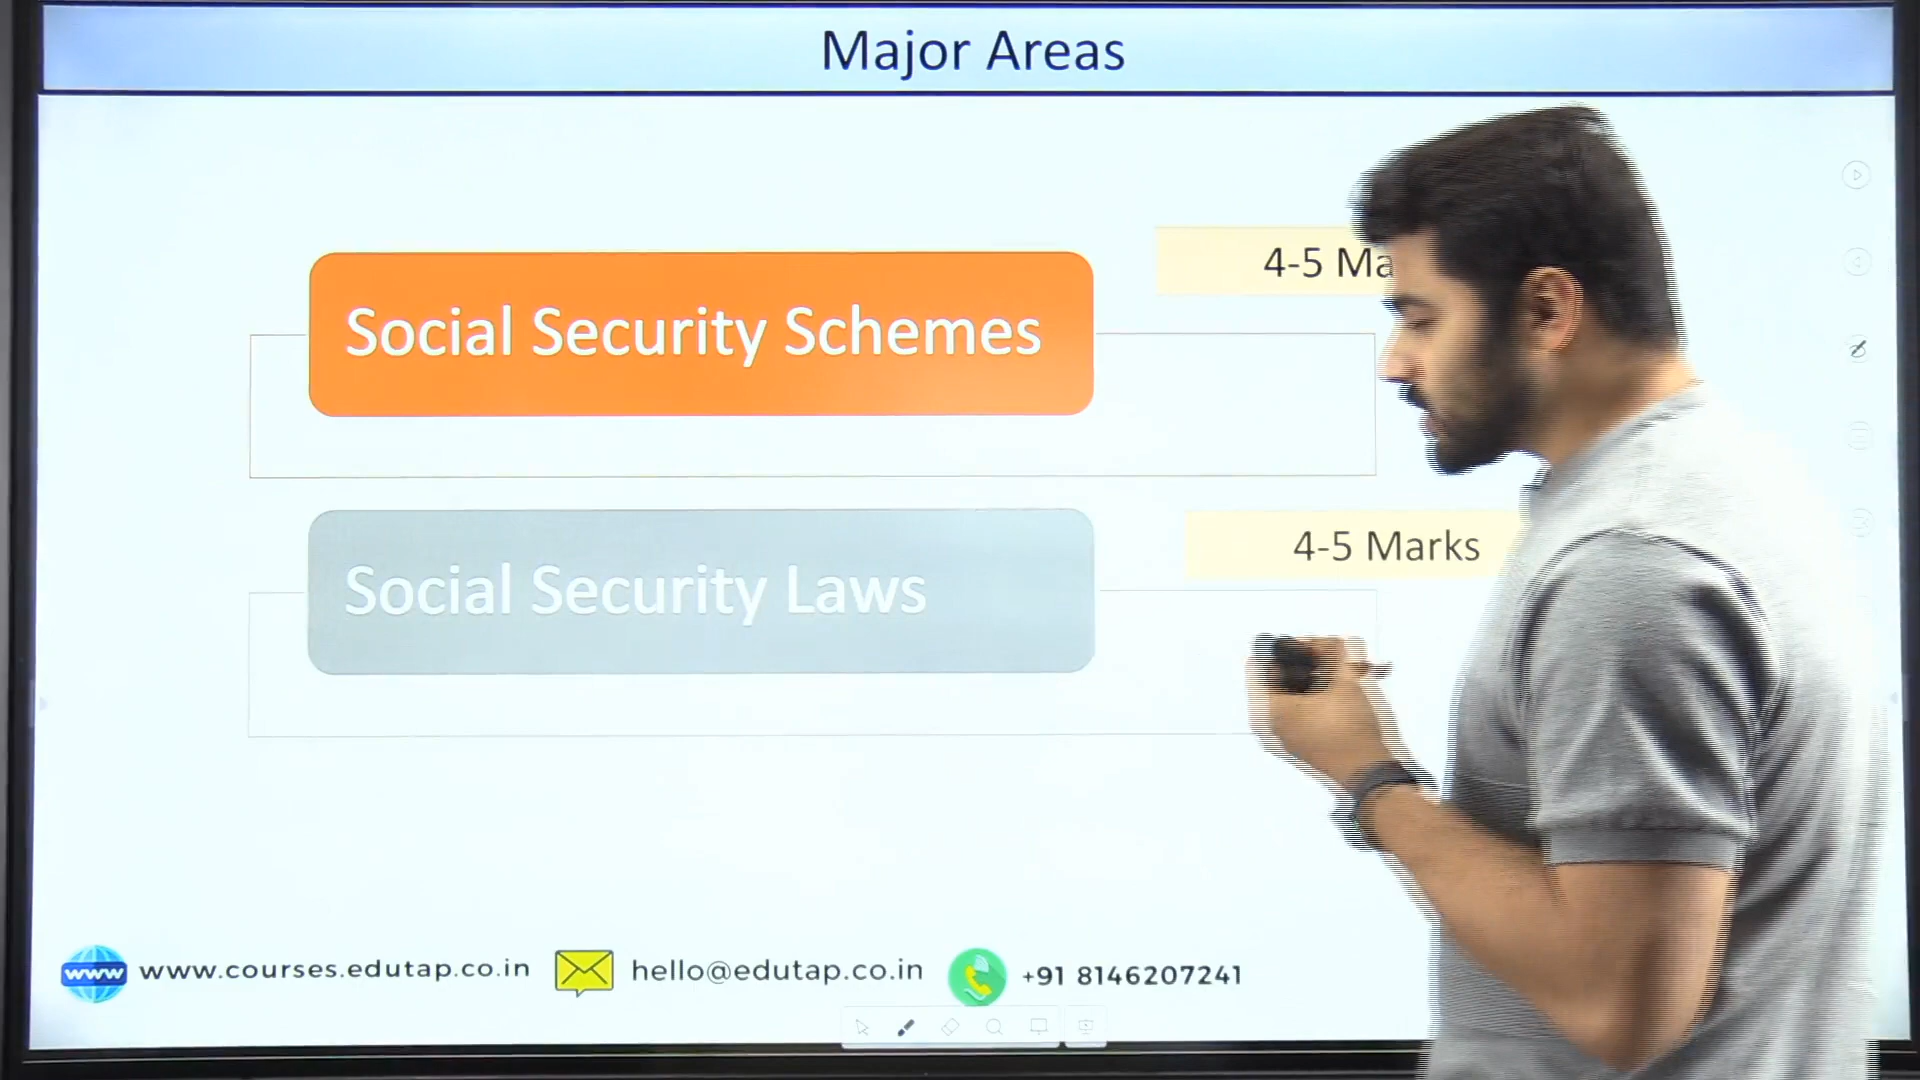 Major Areas
4-5 Ma
Social Security Schemes
4-5 Marks
Social Security Laws
www
www.courses.edutap.co.in
hello@edutap.co.in
+91 8146207241